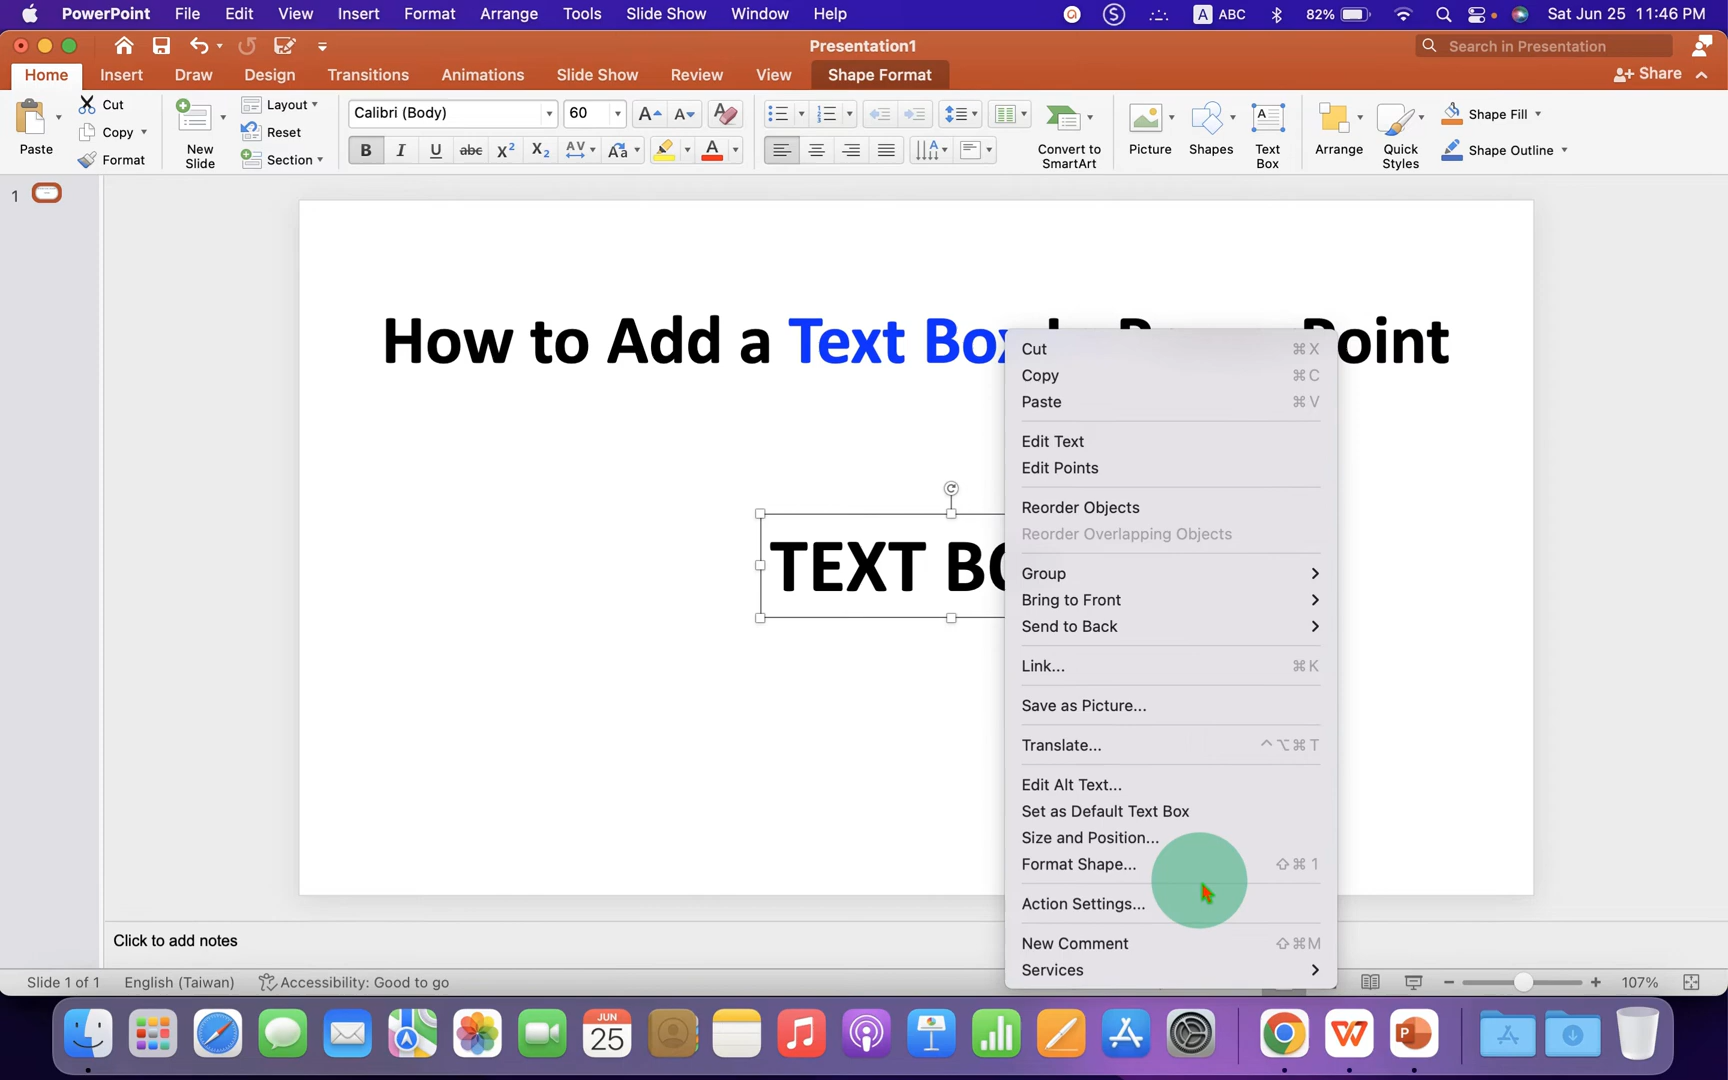 PowerPoint File Edit View Insert Format Arrange Tools Slide Show Window Help A ABC 82% Sat Jun 25 11:46 PM
Presentation1 Search in Presentation
Home Insert Draw Design Transitions Animations Slide Show Review View Shape Format Share
Paste Cut Copy Format
New Slide Layout Reset Section
Calibri (Body) 60
B I U abc X² X₂ AV Aa A
Convert to SmartArt
Picture Shapes Text Box Arrange Quick Styles
Shape Fill
Shape Outline
1
How to Add a Text Box
oint
TEXT BO
Cut ⌘X
Copy ⌘C
Paste ⌘V
Edit Text
Edit Points
Reorder Objects
Reorder Overlapping Objects
Group
Bring to Front
Send to Back
Link... ⌘K
Save as Picture...
Translate... ^⌥⌘T
Edit Alt Text...
Set as Default Text Box
Size and Position...
Format Shape... ⇧⌘1
Action Settings...
New Comment ⇧⌘M
Services
Click to add notes
Slide 1 of 1 English (Taiwan) Accessibility: Good to go 107%
JUN
25